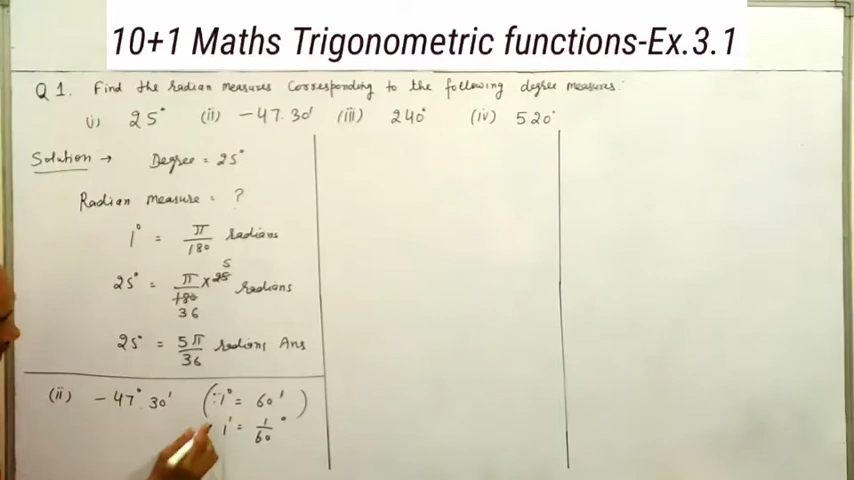 10+1 Maths Trigonometric functions-Ex.3.1
Q 1. Find the radian measures corresponding to the following degree measures:
(i) 25° (ii) -47°30' (iii) 240° (iv) 520°
Solution → Degree = 25°
Radian measure = ?
1° = π/180 radians
25° = π/180 × 25 5 radians
36
25° = 5π/36 radians Ans
(ii) -47° 30' (∵ 1° = 60' )
1' = 1/60 °